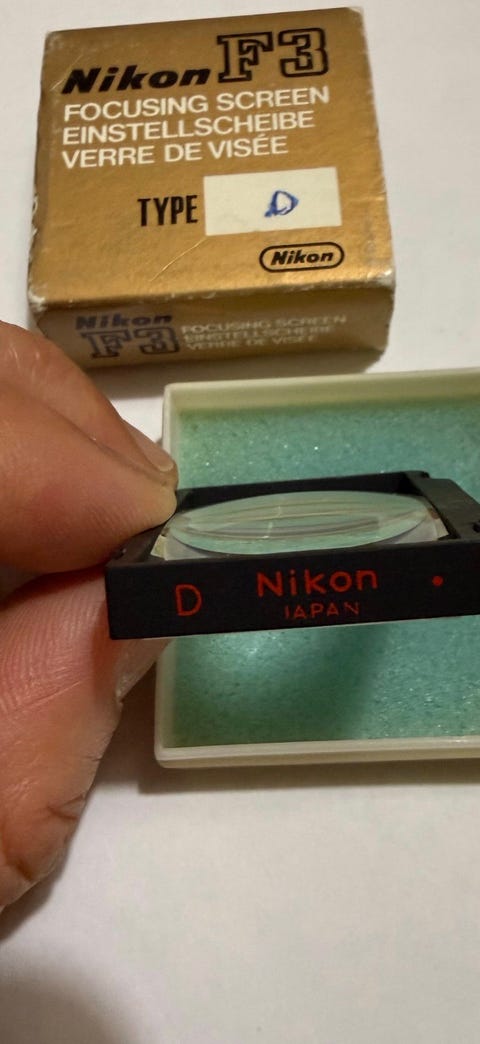 Nikon F3
FOCUSING SCREEN
EINSTELLSCHEIBE
VERRE DE VISÉE
TYPE D
Nikon
Nikon
F3 FOCUSING SCREEN
EINSTELLSCHEIBE
VERRE DE VISÉE
D Nikon
JAPAN